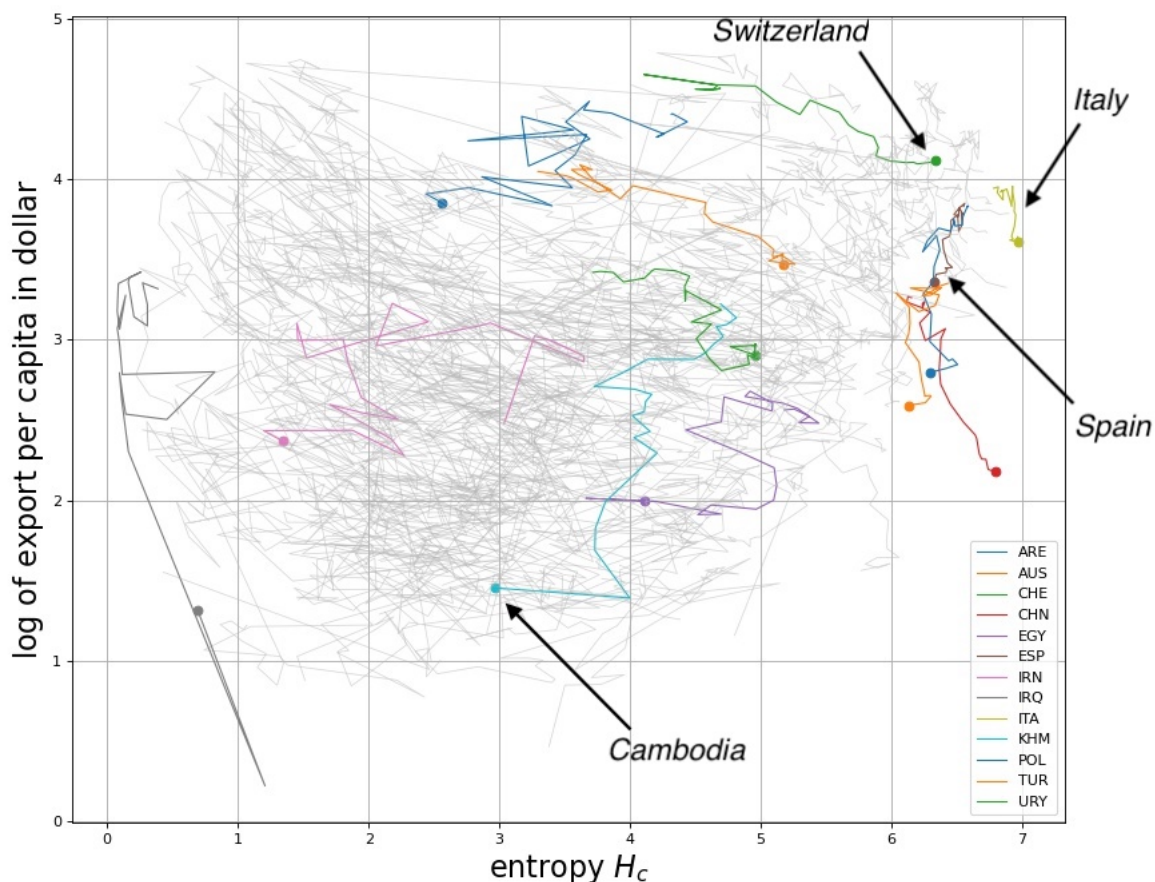 5
4
3
2
1
0
log of export per capita in dollar
Switzerland
Italy
Spain
Cambodia
ARE
AUS
CHE
CHN
EGY
ESP
IRN
IRQ
ITA
KHM
POL
TUR
URY
0 1 2 3 4 5 6 7
entropy H_c